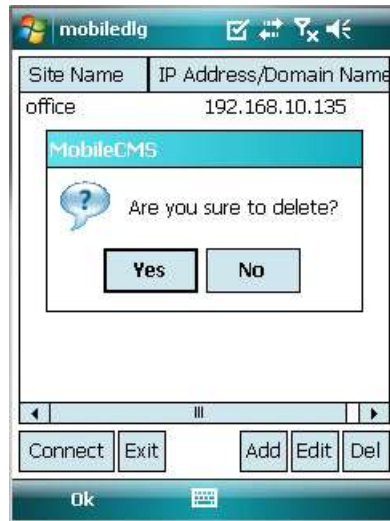 mobiledlg
Site Name IP Address/Domain Name
office 192.168.10.135
MobileCMS
? Are you sure to delete?
Yes No
Connect Exit Add Edit Del
Ok